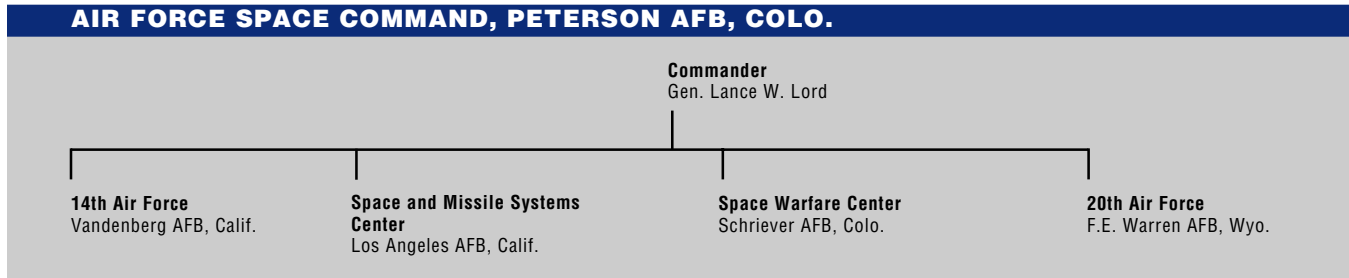 AIR FORCE SPACE COMMAND, PETERSON AFB, COLO.
Commander
Gen. Lance W. Lord
14th Air Force
Vandenberg AFB, Calif.
Space and Missile Systems
Center
Los Angeles AFB, Calif.
Space Warfare Center
Schriever AFB, Colo.
20th Air Force
F.E. Warren AFB, Wyo.